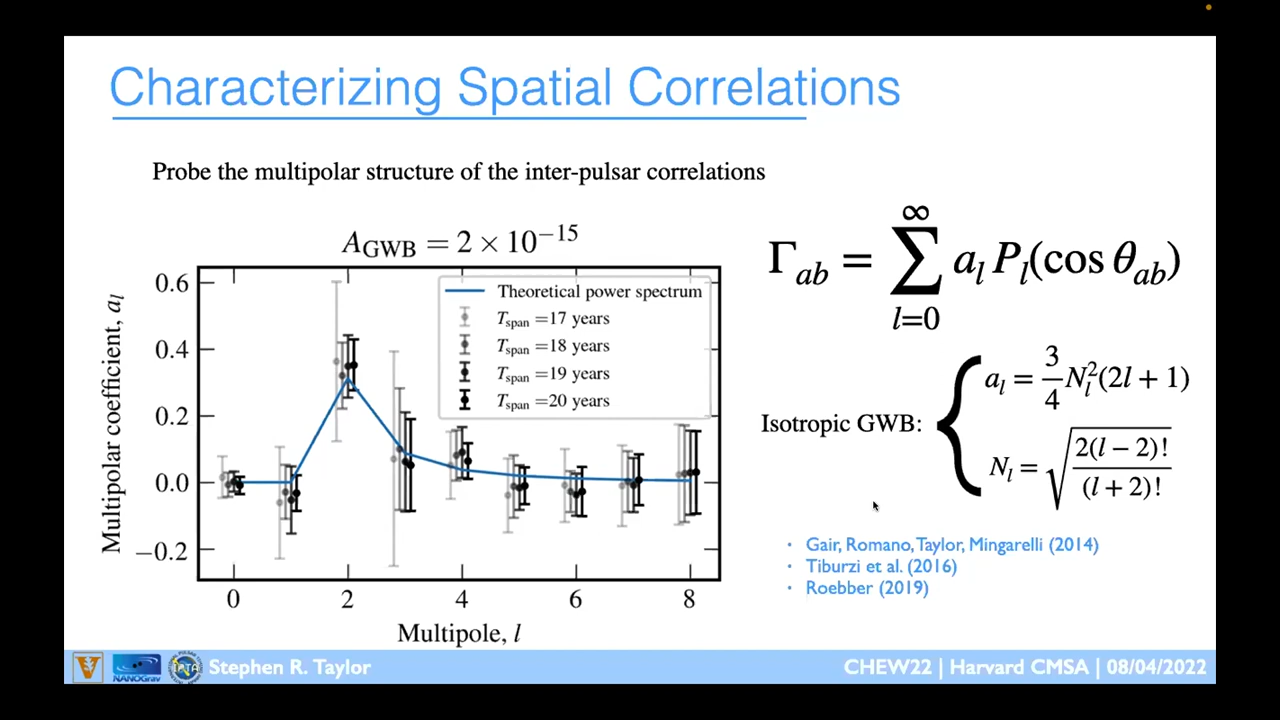 Characterizing Spatial Correlations
Probe the multipolar structure of the inter-pulsar correlations
A_GWB = 2 × 10^−15
Multipolar coefficient, a_l
0.6
0.4
0.2
0.0
−0.2
Theoretical power spectrum
T_span =17 years
T_span =18 years
T_span =19 years
T_span =20 years
0 2 4 6 8
Multipole, l
Γ_ab = ∑_{l=0}^{∞} a_l P_l(cos θ_ab)
Isotropic GWB:
a_l = 3/4 N_l^2(2l + 1)
N_l = √(2(l − 2)!/(l + 2)!)
· Gair, Romano, Taylor, Mingarelli (2014)
· Tiburzi et al. (2016)
· Roebber (2019)
NANOGrav
IPTA
Stephen R. Taylor
CHEW22 | Harvard CMSA | 08/04/2022